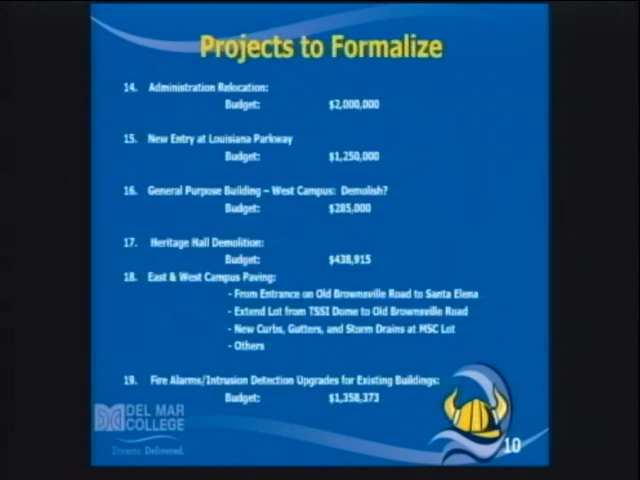 Projects to Formalize
14. Administration Relocation:
Budget: $2,000,000
15. New Entry at Louisiana Parkway
Budget: $1,250,000
16. General Purpose Building – West Campus: Demolish?
Budget: $285,000
17. Heritage Hall Demolition:
Budget: $438,915
18. East & West Campus Paving:
- From Entrance on Old Brownsville Road to Santa Elena
- Extend Lot from TSSI Dome to Old Brownsville Road
- New Curbs, Gutters, and Storm Drains at MSC Lot
- Others
19. Fire Alarms/Intrusion Detection Upgrades for Existing Buildings:
Budget: $1,358,373
DEL MAR
COLLEGE
Dreams. Delivered.
10